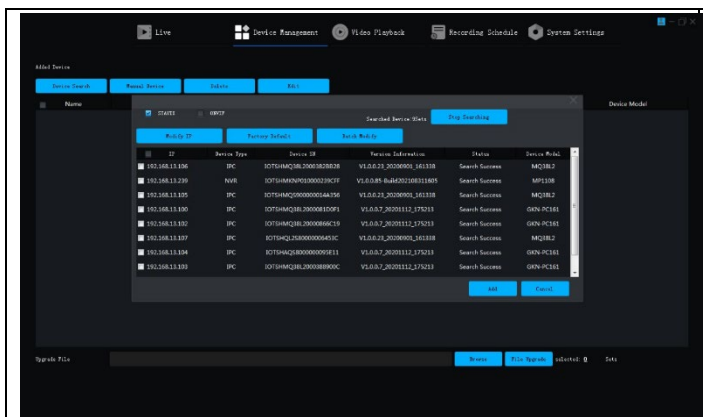 Live Device Management Video Playback Recording Schedule System Settings
Added Device
Device Search Manual Device Delete Edit
Name Device Model
ONVIF
Searched Device 9Sets Stop Searching
Modify IP Factory Default Batch Modify
IP Device Type Device SN Version Information Status Device Model
192.168.13.106 IPC V1.0.0.23_20200901_161338 Search Success MQ38L2
192.168.13.239 NVR V1.0.0.85-Build202108311605 Search Success MP1108
192.168.13.105 IPC V1.0.0.23_20200901_161338 Search Success MQ38L2
192.168.13.100 IPC V1.0.0.7_20201112_175213 Search Success GKN-PC161
192.168.13.102 IPC V1.0.0.7_20201112_175213 Search Success GKN-PC161
192.168.13.107 IPC V1.0.0.23_20200901_161338 Search Success MQ38L2
192.168.13.104 IPC V1.0.0.7_20201112_175213 Search Success GKN-PC161
192.168.13.103 IPC V1.0.0.7_20201112_175213 Search Success GKN-PC161
Add Cancel
Upgrade File Browse File Upgrade selected: 0 Sets